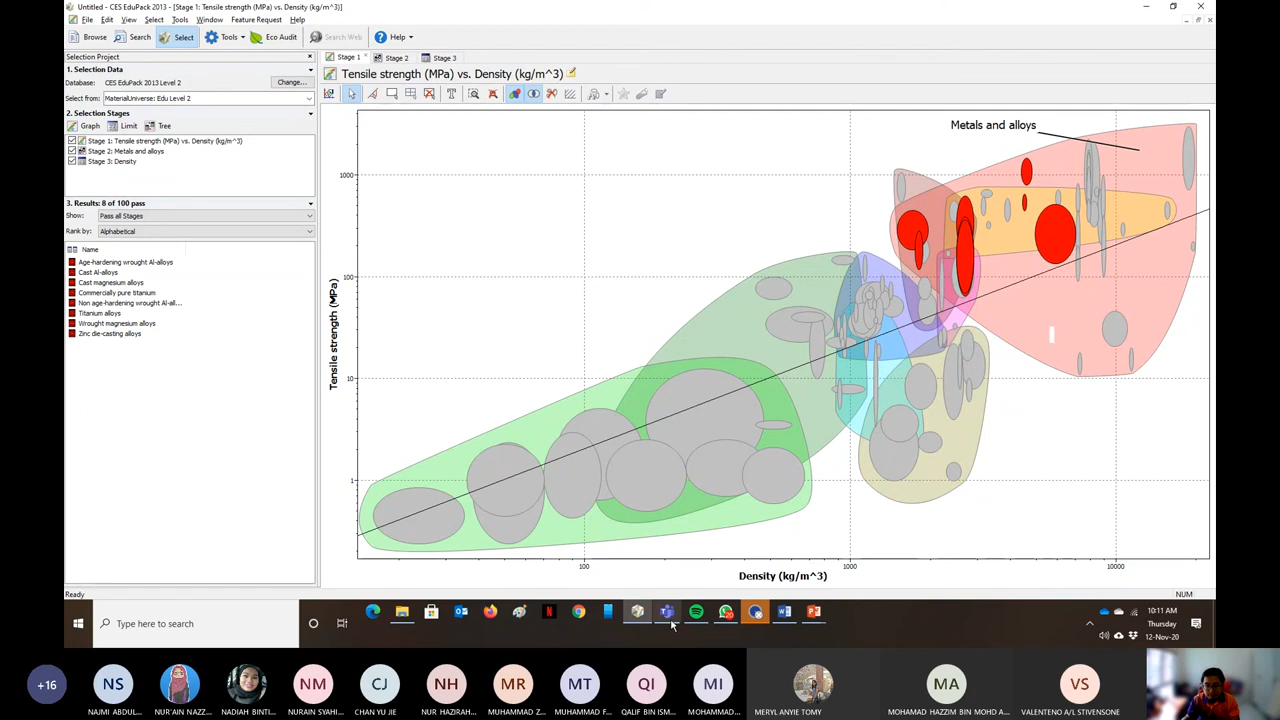 Untitled - CES EduPack 2013 - [Stage 1: Tensile strength (MPa) vs. Density (kg/m^3)]
File Edit View Select Tools Window Feature Request Help
Browse Search Select Tools Eco Audit Search Web Help
Selection Project
1. Selection Data
Database: CES EduPack 2013 Level 2 Change...
Select from: MaterialUniverse: Edu Level 2
2. Selection Stages
Graph Limit Tree
Stage 1: Tensile strength (MPa) vs. Density (kg/m^3)
Stage 2: Metals and alloys
Stage 3: Density
3. Results: 8 of 100 pass
Show: Pass all Stages
Rank by: Alphabetical
Name
Age-hardening wrought Al-alloys
Cast Al-alloys
Cast magnesium alloys
Commercially pure titanium
Non age-hardening wrought Al-all...
Titanium alloys
Wrought magnesium alloys
Zinc die-casting alloys
Stage 1 Stage 2 Stage 3
Tensile strength (MPa) vs. Density (kg/m^3)
Metals and alloys
1000
100
10
1
Tensile strength (MPa)
100 1000 10000
Density (kg/m^3)
Ready NUM
Type here to search
10:11 AM
Thursday
12-Nov-20
+16 NS NM CJ NH MR MT QI MI MA VS
NAJMI ABDUL... NUR'AIN NAZZ... NADIAH BINTI... NURAIN SYAHI... CHAN YU JIE NUR HAZIRAH... MUHAMMAD Z... MUHAMMAD F... QALIF BIN ISM... MOHAMMAD... MERYL ANYIE TOMY MOHAMAD HAZZIM BIN MOHD A... VALENTENO A/L STIVENSONE